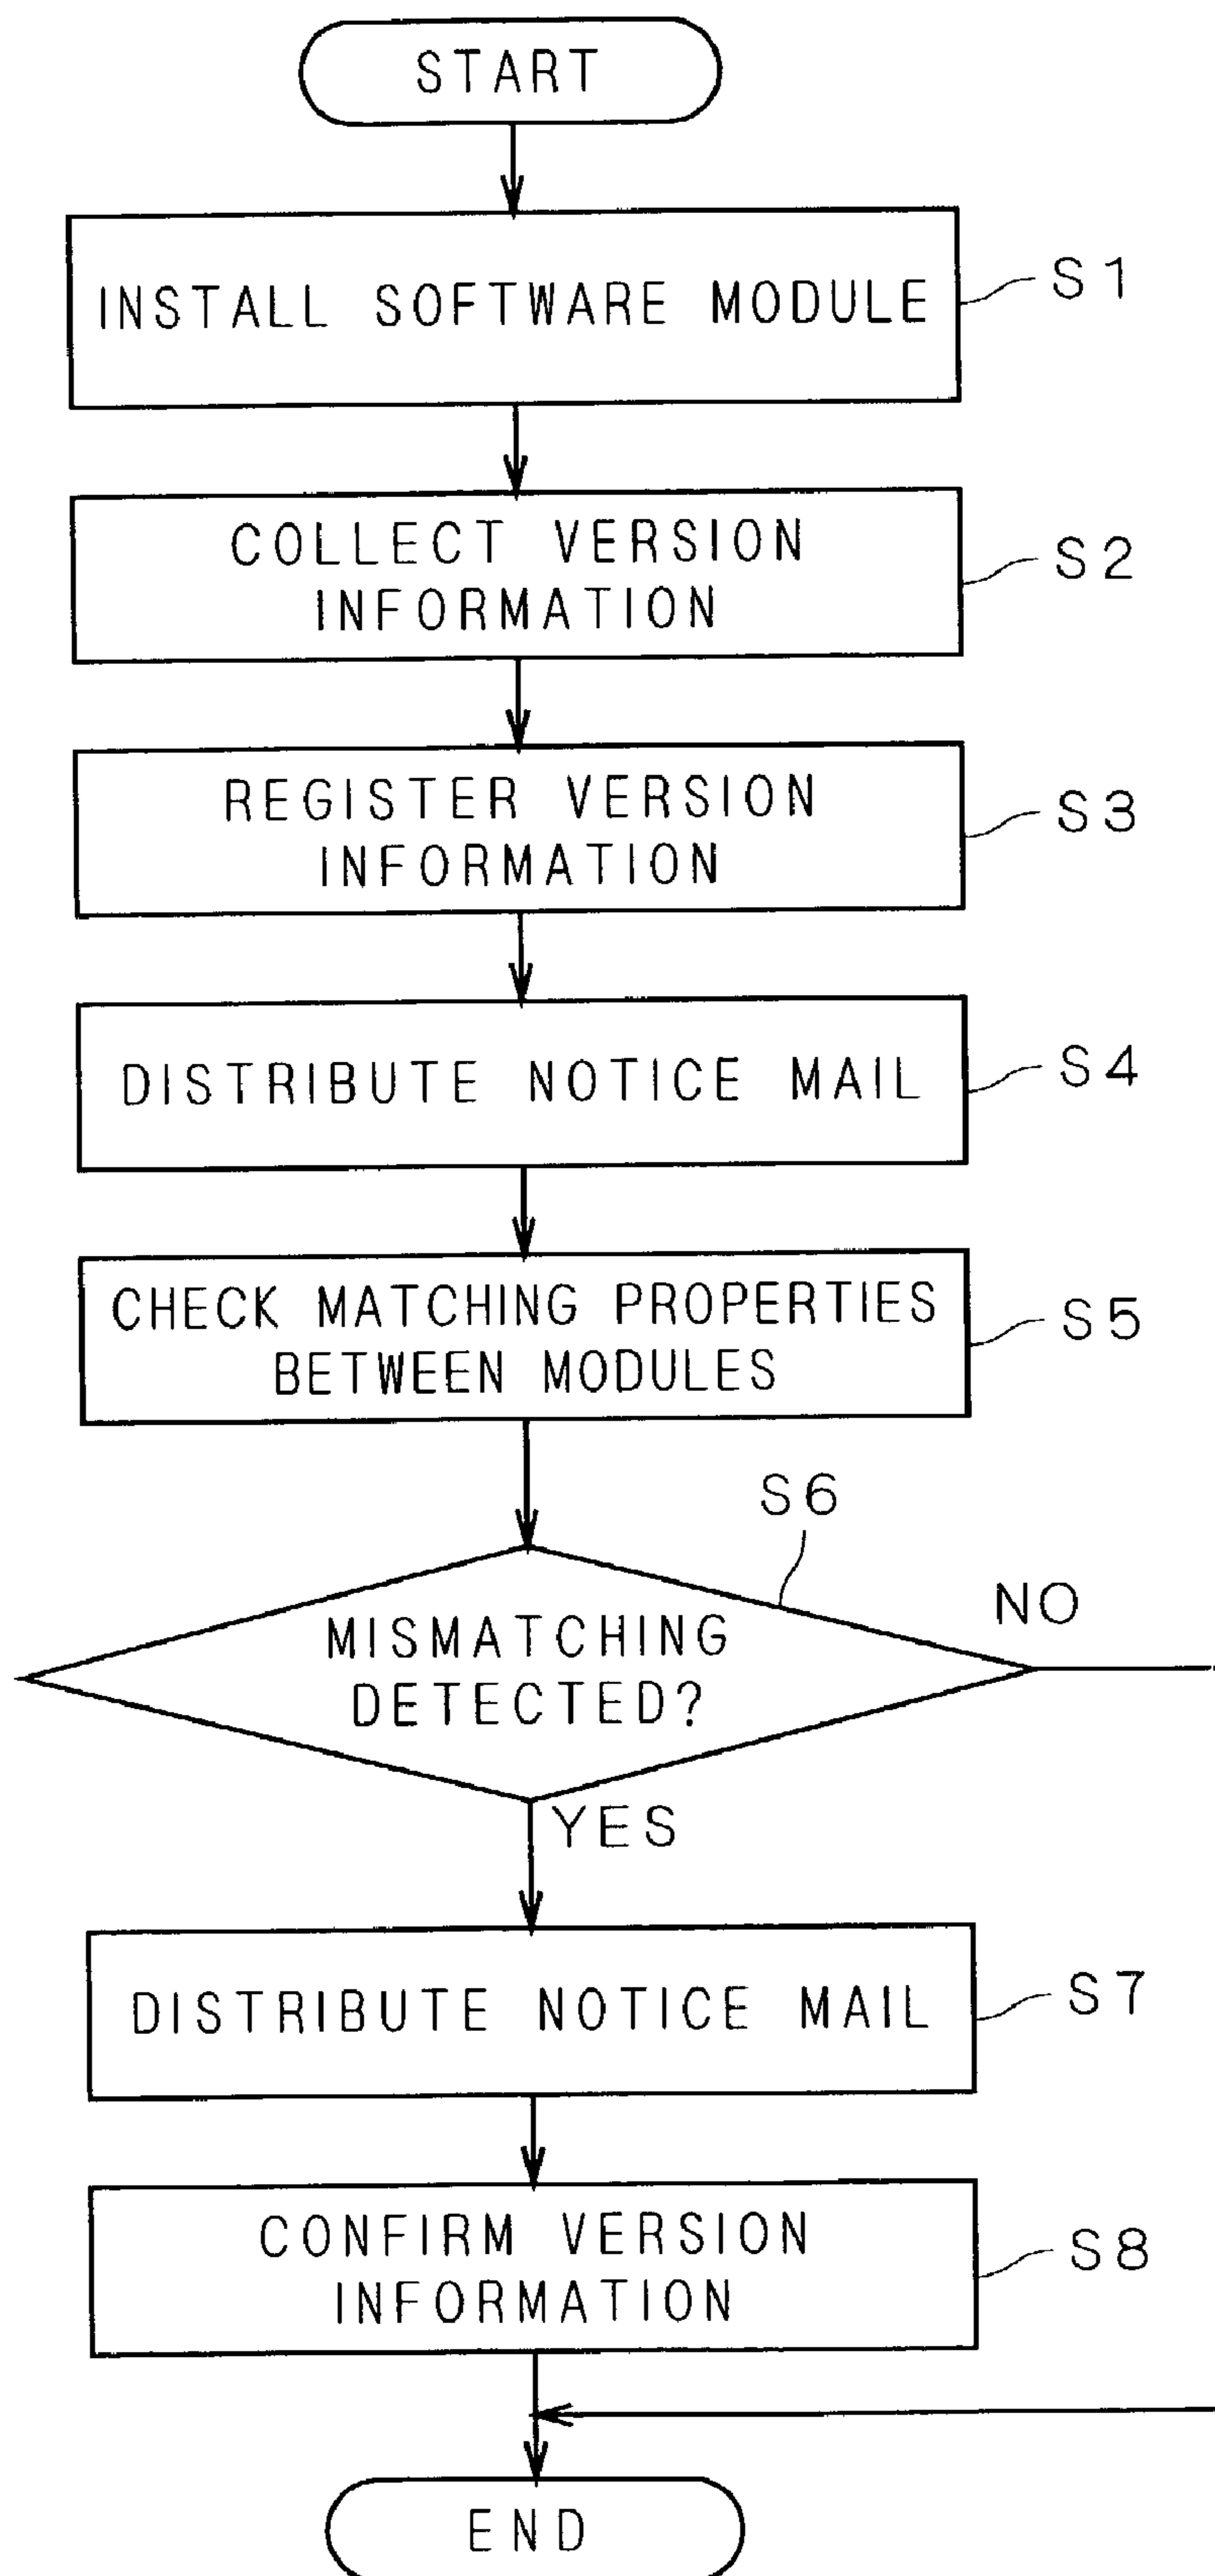 START
INSTALL SOFTWARE MODULE
S1
COLLECT VERSION
INFORMATION
S2
REGISTER VERSION
INFORMATION
S3
DISTRIBUTE NOTICE MAIL
S4
CHECK MATCHING PROPERTIES
BETWEEN MODULES
S5
S6
NO
MISMATCHING
DETECTED?
YES
DISTRIBUTE NOTICE MAIL
S7
CONFIRM VERSION
INFORMATION
S8
END